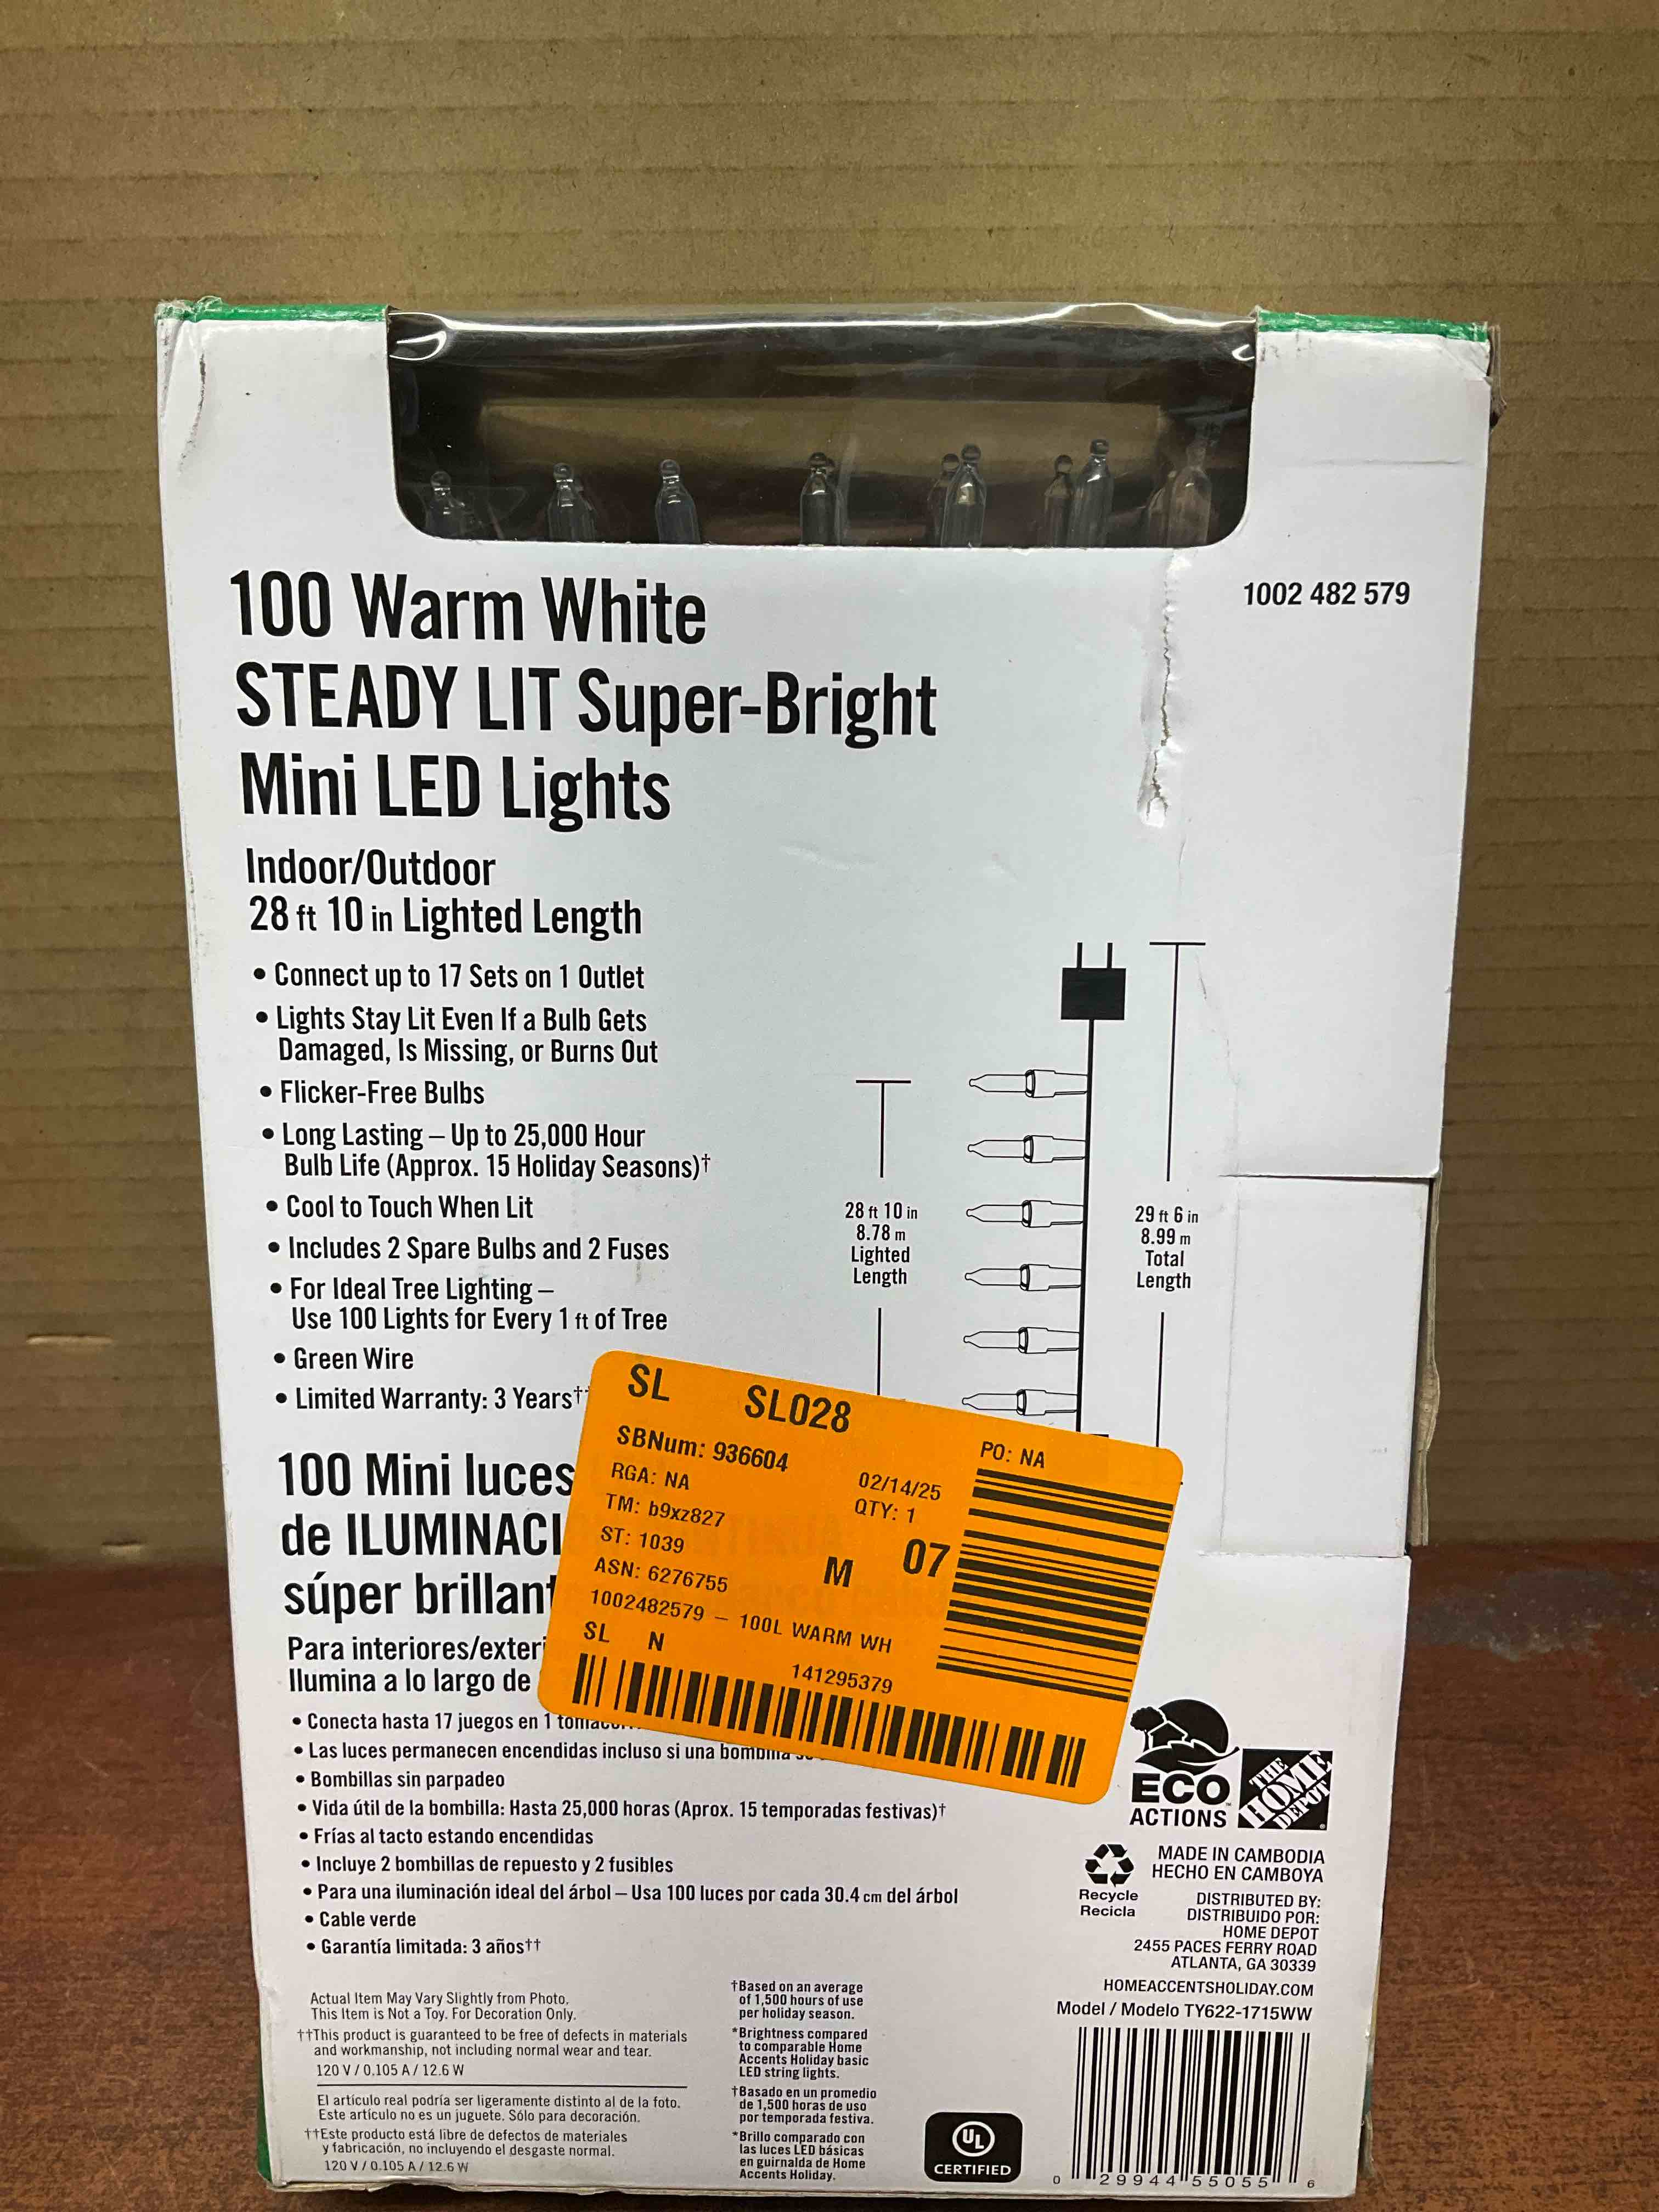 100 Warm White
STEADY LIT Super-Bright
Mini LED Lights
1002 482 579
Indoor/Outdoor
28 ft 10 in Lighted Length
• Connect up to 17 Sets on 1 Outlet
• Lights Stay Lit Even If a Bulb Gets
Damaged, Is Missing, or Burns Out
• Flicker-Free Bulbs
• Long Lasting – Up to 25,000 Hour
Bulb Life (Approx. 15 Holiday Seasons)†
• Cool to Touch When Lit
• Includes 2 Spare Bulbs and 2 Fuses
• For Ideal Tree Lighting –
Use 100 Lights for Every 1 ft of Tree
• Green Wire
• Limited Warranty: 3 Years††
28 ft 10 in
8.78 m
Lighted
Length
29 ft 6 in
8.99 m
Total
Length
100 Mini luces
de ILUMINACI
súper brillant
Para interiores/exteri
Ilumina a lo largo de
• Conecta hasta 17 juegos en 1
• Las luces permanecen encendidas incluso si una bombilla
• Bombillas sin parpadeo
• Vida útil de la bombilla: Hasta 25,000 horas (Aprox. 15 temporadas festivas)†
• Frías al tacto estando encendidas
• Incluye 2 bombillas de repuesto y 2 fusibles
• Para una iluminación ideal del árbol – Usa 100 luces por cada 30.4 cm del árbol
• Cable verde
• Garantía limitada: 3 años††
SL SL028
SBNum: 936604
PO: NA
RGA: NA
02/14/25
TM: b9xz827
QTY: 1
ST: 1039
M 07
ASN: 6276755
1002482579 – 100L WARM WH
SL N
141295379
ECO
ACTIONS
THE
HOME
DEPOT
Recycle
Recicla
MADE IN CAMBODIA
HECHO EN CAMBOYA
DISTRIBUTED BY:
DISTRIBUIDO POR:
HOME DEPOT
2455 PACES FERRY ROAD
ATLANTA, GA 30339
HOMEACCENTSHOLIDAY.COM
Model / Modelo TY622-1715WW
Actual Item May Vary Slightly from Photo.
This Item is Not a Toy. For Decoration Only.
††This product is guaranteed to be free of defects in materials
and workmanship, not including normal wear and tear.
120 V / 0.105 A / 12.6 W
El artículo real podría ser ligeramente distinto al de la foto.
Este artículo no es un juguete. Sólo para decoración.
††Este producto está libre de defectos de materiales
y fabricación, no incluyendo el desgaste normal.
120 V / 0.105 A / 12.6 W
†Based on an average
of 1,500 hours of use
per holiday season.
*Brightness compared
to comparable Home
Accents Holiday basic
LED string lights.
†Basado en un promedio
de 1,500 horas de uso
por temporada festiva.
*Brillo comparado con
las luces LED básicas
en guirnalda de Home
Accents Holiday.
UL
CERTIFIED
0 29944 55055 6